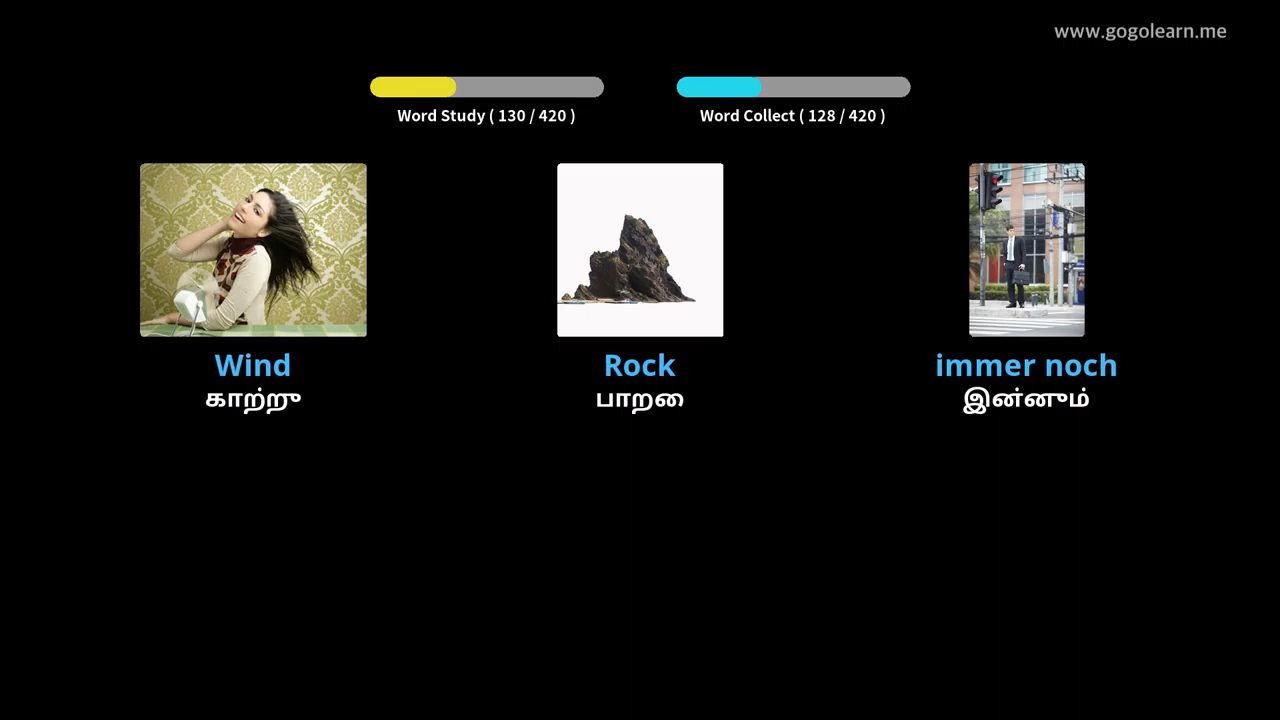 www.gogolearn.me
Word Study ( 130 / 420 )
Word Collect ( 128 / 420 )
Wind
காற்று
Rock
பாறை
immer noch
இன்னும்